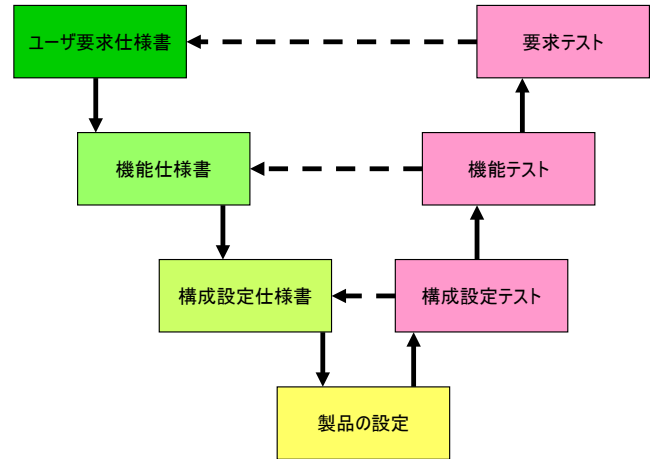 ユーザ要求仕様書
要求テスト
機能仕様書
機能テスト
構成設定仕様書
構成設定テスト
製品の設定